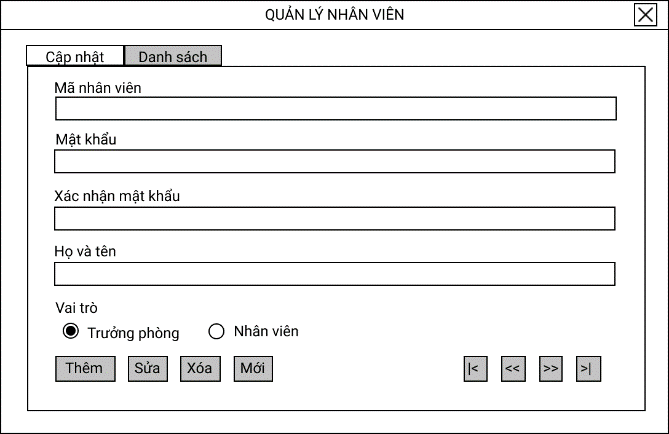 QUẢN LÝ NHÂN VIÊN
Cập nhật Danh sách
Mã nhân viên
Mật khẩu
Xác nhận mật khẩu
Họ và tên
Vai trò
Trưởng phòng Nhân viên
Thêm Sửa Xóa Mới |< << >> >|